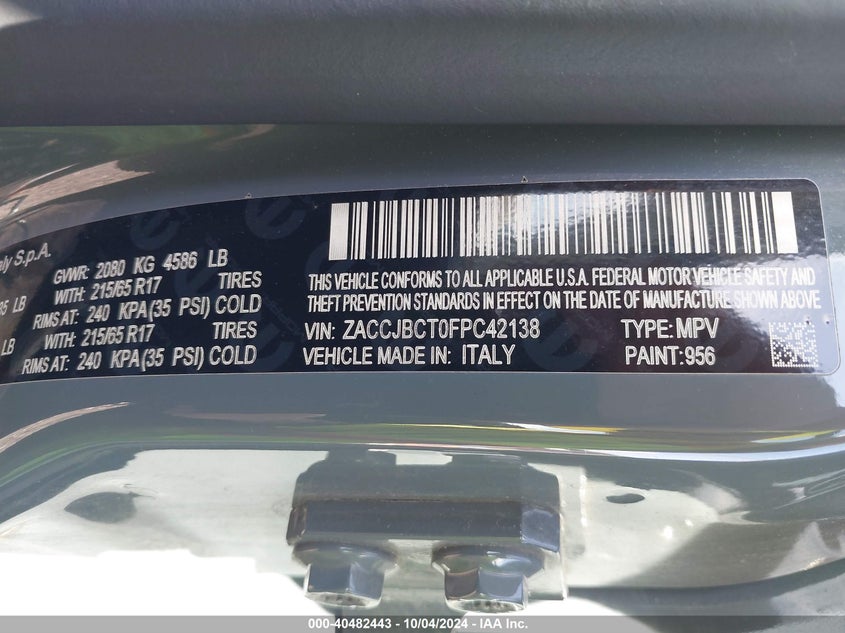 ely S.p.A.
GVWR: 2080 KG 4586 LB
WITH: 215/65 R17 TIRES
RIMS AT: 240 KPA(35 PSI) COLD
WITH: 215/65 R17 TIRES
RIMS AT: 240 KPA(35 PSI) COLD
LB
LB
THIS VEHICLE CONFORMS TO ALL APPLICABLE U.S.A. FEDERAL MOTOR VEHICLE SAFETY AND
THEFT PREVENTION STANDARDS IN EFFECT ON THE DATE OF MANUFACTURE SHOWN ABOVE
VIN: ZACCJBCT0FPC42138 TYPE: MPV
VEHICLE MADE IN: ITALY PAINT: 956
000-40482443 - 10/04/2024 - IAA Inc.